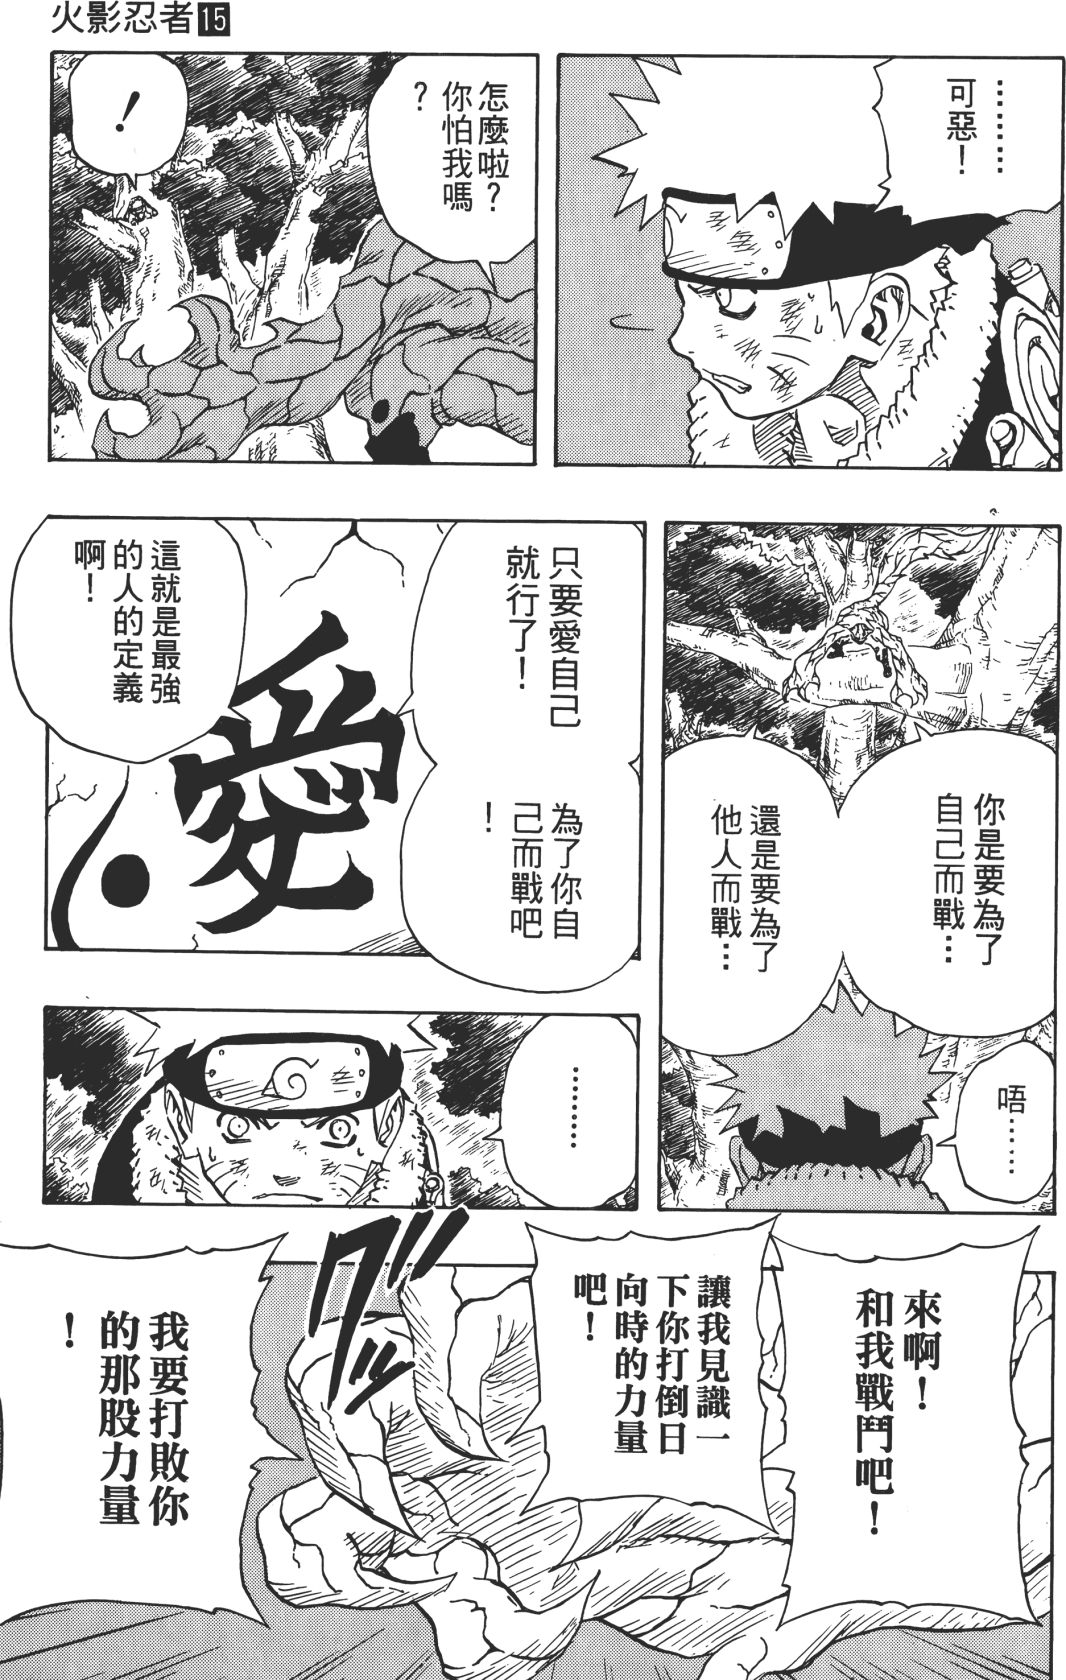 火影忍者15
………
可惡！
怎麼啦？
你怕我嗎
？
！
你是要為了
自己而戰…
還是要為了
他人而戰…
唔……
只要愛自己
就行了！
為了你自
己而戰吧
！
愛
這就是最強
的人的定義
啊！
………
來啊！
和我戰鬥吧！
讓我見識一
下你打倒日
向時的力量
吧！
我要打敗你
的那股力量
！